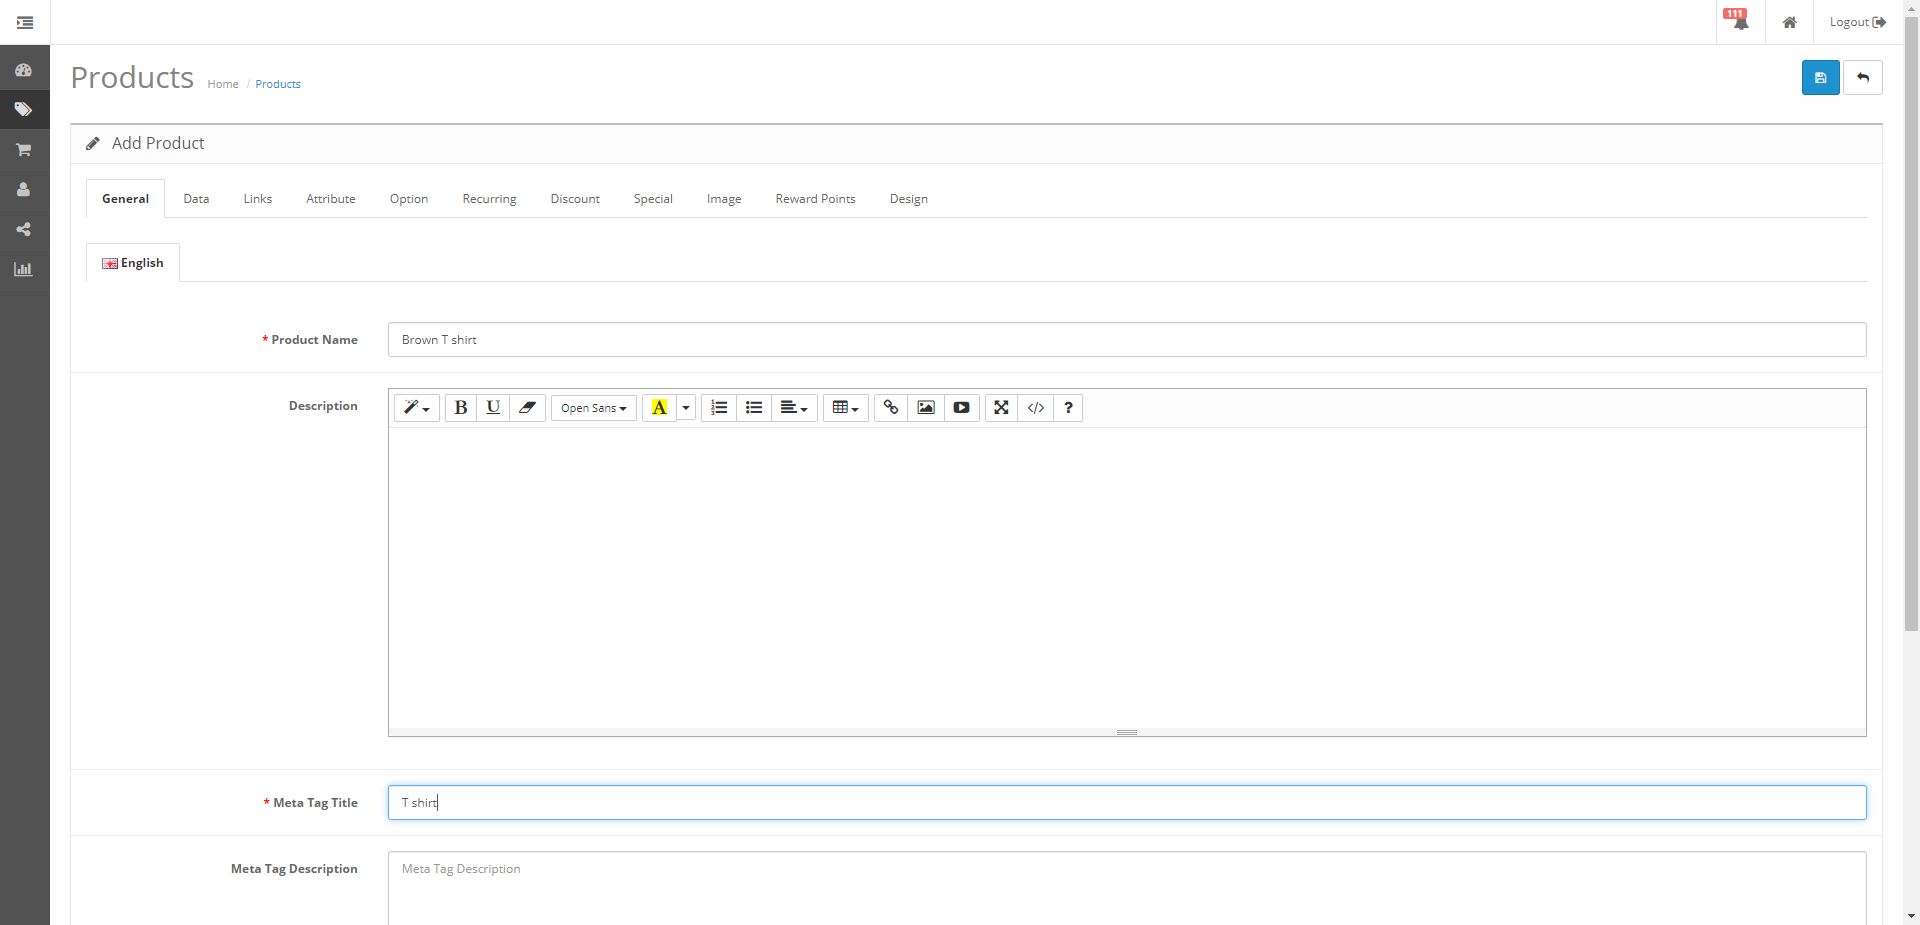 111
Logout
Products
Home / Products
Add Product
General Data Links Attribute Option Recurring Discount Special Image Reward Points Design
English
* Product Name
Brown T shirt
Description
B U Open Sans A </> ?
* Meta Tag Title
T shirt
Meta Tag Description
Meta Tag Description